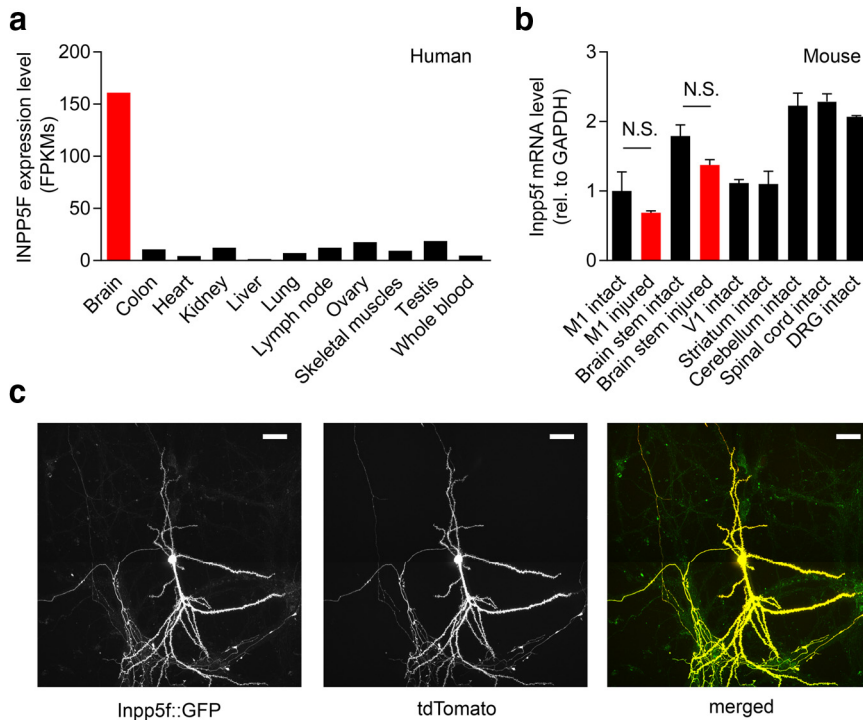 a
Human
INPP5F expression level
(FPKMs)
200
150
100
50
0
Brain
Colon
Heart
Kidney
Liver
Lung
Lymph node
Ovary
Skeletal muscles
Testis
Whole blood
b
Mouse
Inpp5f mRNA level
(rel. to GAPDH)
3
2
1
0
N.S.
N.S.
M1 intact
M1 injured
Brain stem intact
Brain stem injured
V1 intact
Striatum intact
Cerebellum intact
Spinal cord intact
DRG intact
c
Inpp5f::GFP
tdTomato
merged